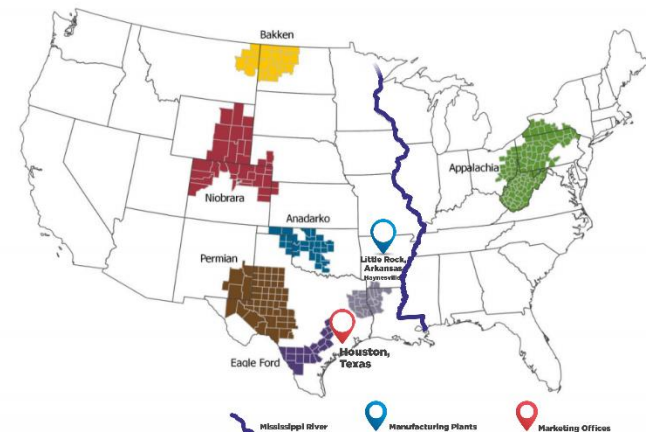 Bakken
Appalachia
Niobrara
Anadarko
Little Rock,
Arkansas
Haynesville
Permian
Houston,
Texas
Eagle Ford
Mississippi River
Manufacturing Plants
Marketing Offices